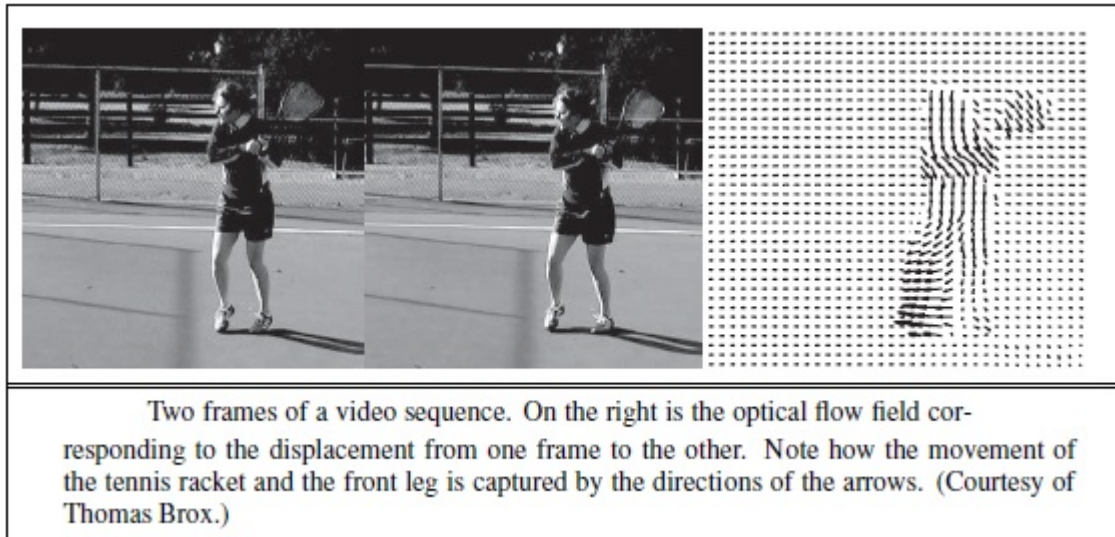 Two frames of a video sequence. On the right is the optical flow field cor-
responding to the displacement from one frame to the other. Note how the movement of
the tennis racket and the front leg is captured by the directions of the arrows. (Courtesy of
Thomas Brox.)